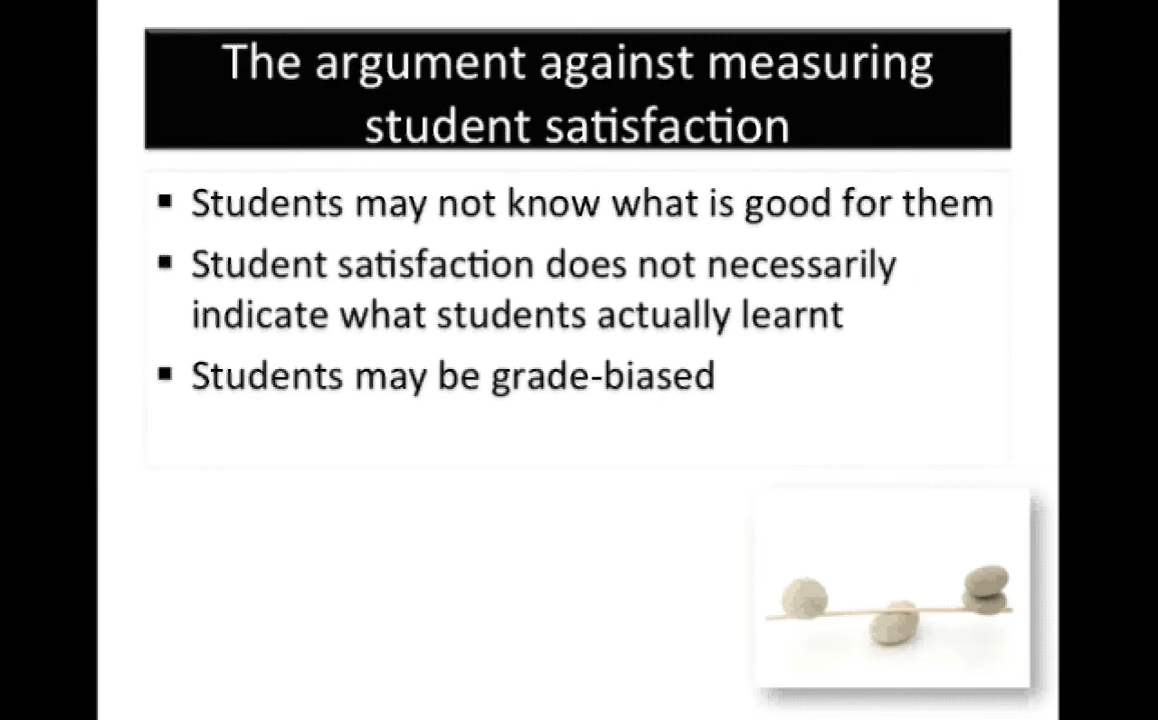 The argument against measuring
student satisfaction
▪ Students may not know what is good for them
▪ Student satisfaction does not necessarily
indicate what students actually learnt
▪ Students may be grade-biased